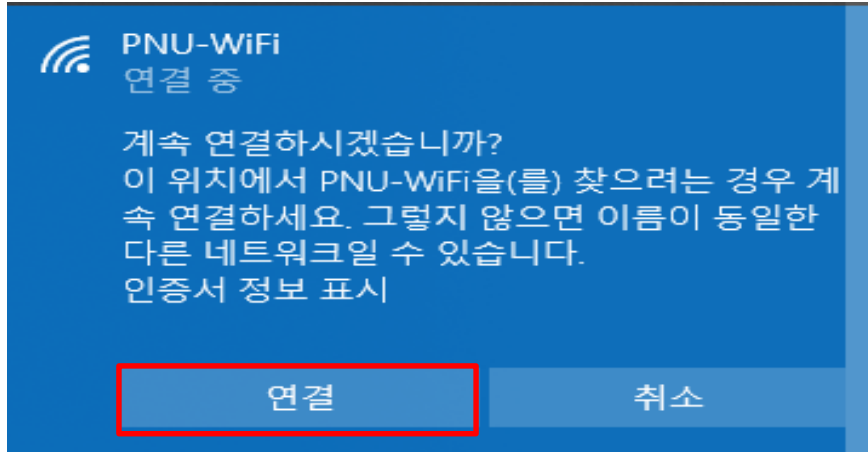 PNU-WiFi
연결 중
계속 연결하시겠습니까?
이 위치에서 PNU-WiFi을(를) 찾으려는 경우 계
속 연결하세요. 그렇지 않으면 이름이 동일한
다른 네트워크일 수 있습니다.
인증서 정보 표시
연결 취소